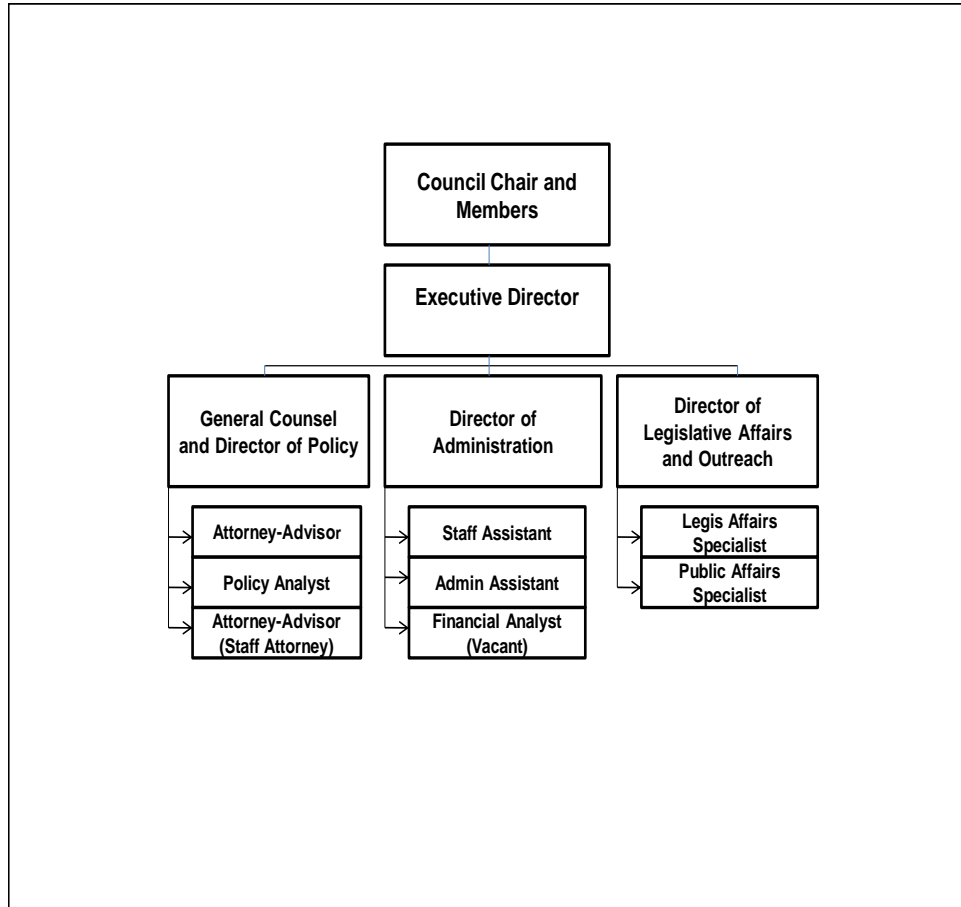 Council Chair and
Members
Executive Director
General Counsel
and Director of Policy
Director of
Administration
Director of
Legislative Affairs
and Outreach
Attorney-Advisor
Policy Analyst
Attorney-Advisor
(Staff Attorney)
Staff Assistant
Admin Assistant
Financial Analyst
(Vacant)
Legis Affairs
Specialist
Public Affairs
Specialist